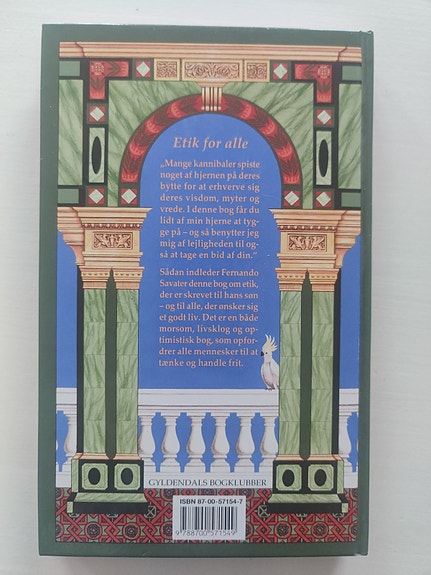 Etik for alle
„Mange kannibaler spiste
noget af hjernen på deres
bytte for at erhverve sig
deres visdom, myter og
vrede. I denne bog får du
lidt af min hjerne at tyg-
ge på – og så benytter jeg
mig af lejligheden til og-
så at tage en bid af din.”
Sådan indleder Fernando
Savater denne bog om etik,
der er skrevet til hans søn
– og til alle, der ønsker sig
et godt liv. Det er en både
morsom, livsklog og op-
timistisk bog, som opfor-
drer alle mennesker til at
tænke og handle frit.
GYLDENDALS BOGKLUBBER
ISBN 87-00-57154-7
9 788700 571549